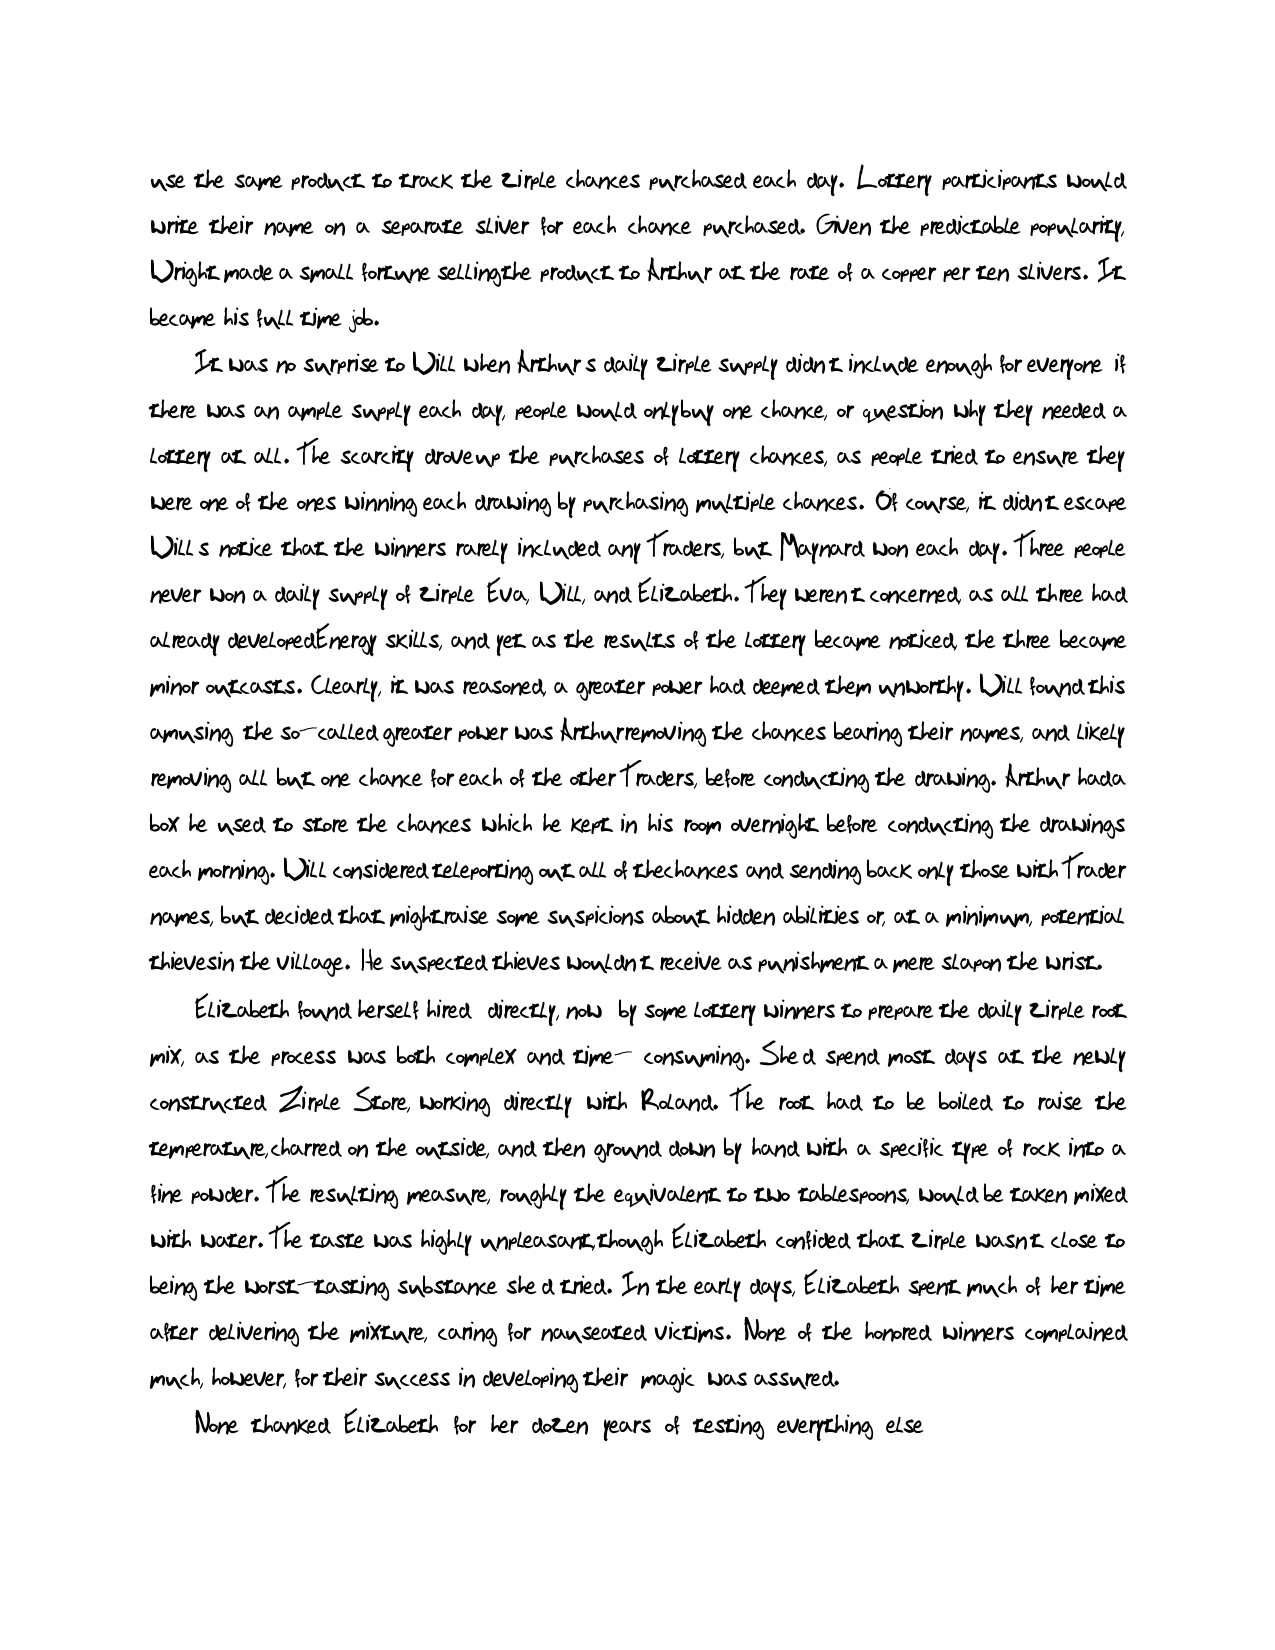 use the same product to track the zirple chances purchased each day. Lottery participants would
write their name on a separate sliver for each chance purchased. Given the predictable popularity,
Wright made a small fortune sellingthe product to Arthur at the rate of a copper per ten slivers. It
became his full time job.
It was no surprise to Will when Arthur s daily zirple supply didn t include enough for everyone if
there was an ample supply each day, people would onlybuy one chance, or question why they needed a
lottery at all. The scarcity droveup the purchases of lottery chances, as people tried to ensure they
were one of the ones winning each drawing by purchasing multiple chances. Of course, it didn t escape
Will s notice that the winners rarely included any Traders, but Maynard won each day. Three people
never won a daily supply of zirple Eva, Will, and Elizabeth. They weren t concerned, as all three had
already developedEnergy skills, and yet as the results of the lottery became noticed, the three became
minor outcasts. Clearly, it was reasoned, a greater power had deemed them unworthy. Will found this
amusing the so-called greater power was Arthurremoving the chances bearing their names, and likely
removing all but one chance for each of the other Traders, before conducting the drawing. Arthur hada
box he used to store the chances which he kept in his room overnight before conducting the drawings
each morning. Will considered teleporting out all of thechances and sending back only those with Trader
names, but decided that mightraise some suspicions about hidden abilities or, at a minimum, potential
thievesin the village. He suspected thieves wouldn t receive as punishment a mere slapon the wrist.
Elizabeth found herself hired directly, now by some lottery winners to prepare the daily zirple root
mix, as the process was both complex and time- consuming. She d spend most days at the newly
constructed Zirple Store, working directly with Roland. The root had to be boiled to raise the
temperature,charred on the outside, and then ground down by hand with a specific type of rock into a
fine powder. The resulting measure, roughly the equivalent to two tablespoons, would be taken mixed
with water. The taste was highly unpleasant,though Elizabeth confided that zirple wasn t close to
being the worst-tasting substance she d tried. In the early days, Elizabeth spent much of her time
after delivering the mixture, caring for nauseated victims. None of the honored winners complained
much, however, for their success in developing their magic was assured.
None thanked Elizabeth for her dozen years of testing everything else